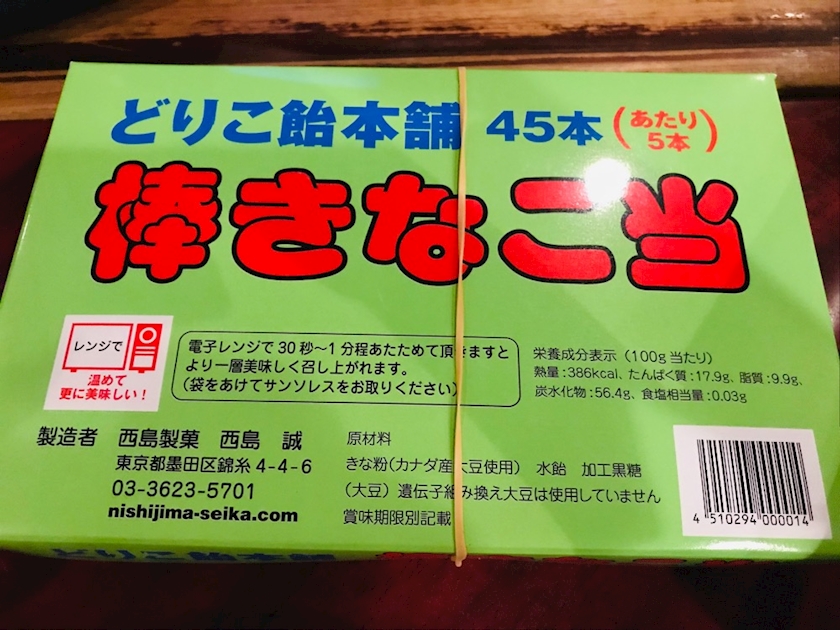 どりこ飴本舗 45本(あたり5本)
棒きなこ当
レンジで
温めて
更に美味しい!
電子レンジで30秒〜1分程あたためて頂きますと
より一層美味しく召し上がれます。
(袋をあけてサンソレスをお取りください)
栄養成分表示(100g当たり)
熱量:386kcal、たんぱく質:17.9g、脂質:9.9g、
炭水化物:56.4g、食塩相当量:0.03g
製造者 西島製菓 西島 誠
東京都墨田区錦糸4-4-6
03-3623-5701
nishijima-seika.com
原材料
きな粉(カナダ産大豆使用) 水飴 加工黒糖
(大豆)遺伝子組み換え大豆は使用していません
賞味期限別記載
4 510294 000014
どりこ飴本舗